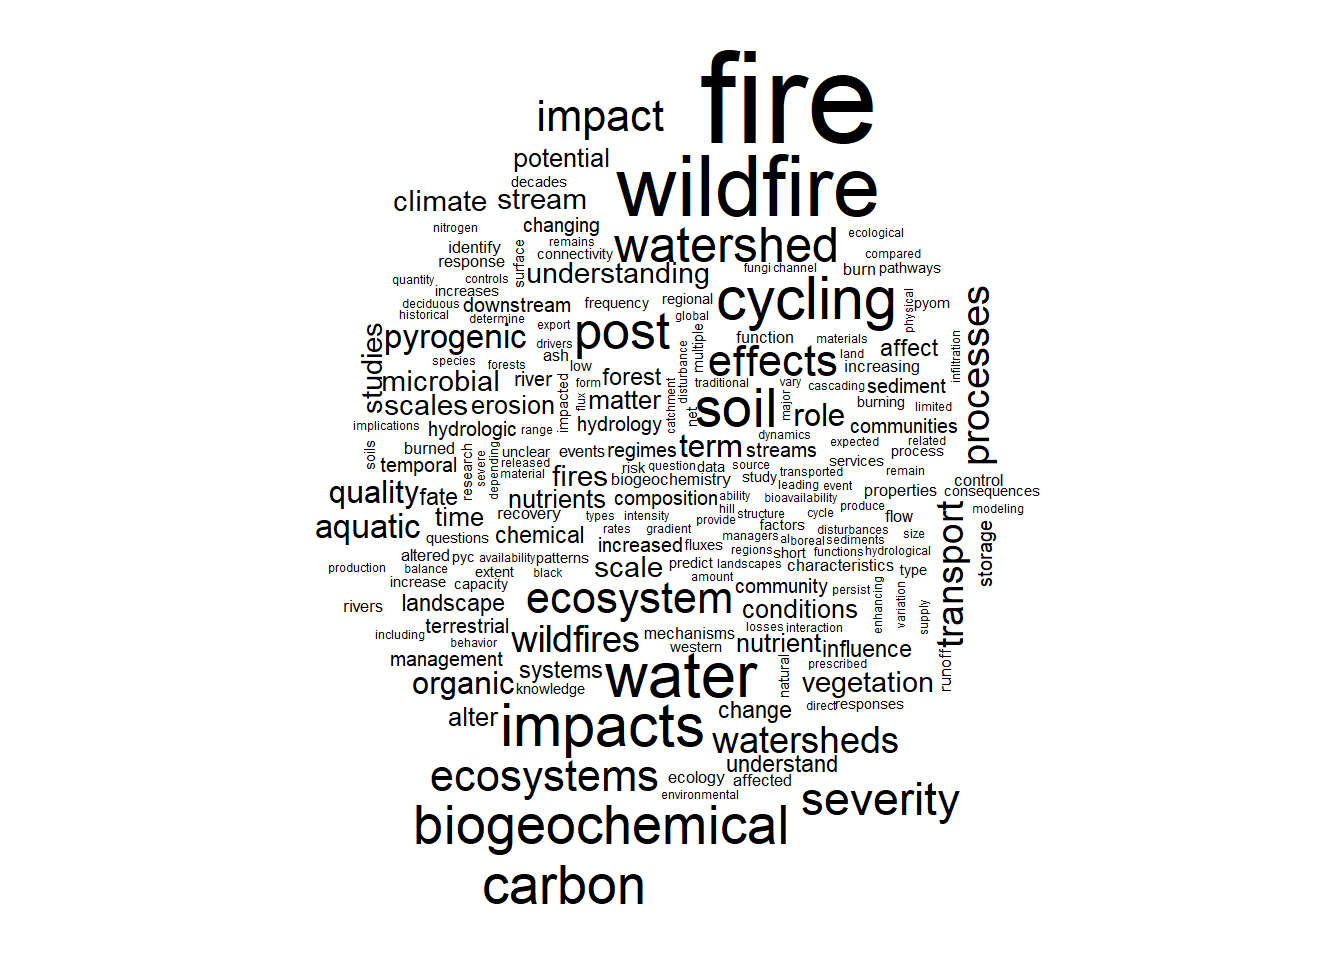 fire
impact
potential
wildfire
decades
climate stream
nitrogen changing ecological
identify remains watershed compared
response surface connectivity
quantity controls understanding fungi channel burn pathways
increases
deciduous downstream frequency regional cycling physical pyom processes
historical determine global
export post
studies pyrogenic drivers multiple function materials affect infiltration
ash effects land
species forests low disturbance increasing
microbial river form forest traditional vary cascading sediment
impacted flux matter catchment net soil major burning limited
scales erosion role
implications hydrologic range hydrology communities
dynamics expected related
soils burned research severe depending unclear events regimes term streams process
temporal released risk question data source services remain
material fires biogeochemistry study transported control
quality fate leading event properties consequences
nutrients composition ability bioavailability
aquatic time recovery types intensity hill structure cycle produce flow modeling
provide
questions chemical rates gradient factors disturbances size transport storage
increased fluxes managers al boreal sediments
altered pyc availability patterns regions short functions hydrological
production balance extent black scale predict landscapes characteristics type
increase capacity amount community persist enhancing variation supply
rivers landscape ecosystem conditions
including terrestrial losses interaction
behavior wildfires mechanisms nutrient influence
western
management systems natural prescribed runoff
organic knowledge water vegetation
alter impacts change direct responses
watersheds
understand
ecosystems ecology affected
environmental severity
biogeochemical
carbon